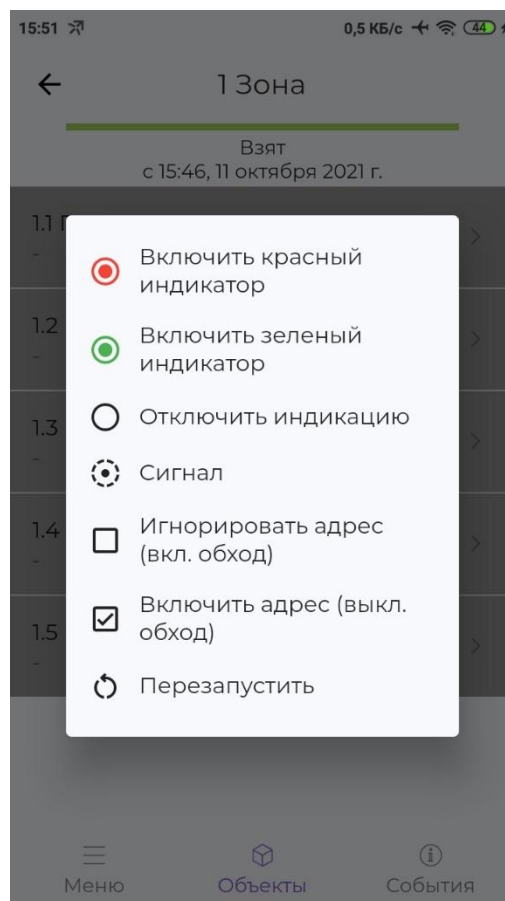 15:51 0,5 КБ/с 44
1 Зона
Взят
с 15:46, 11 октября 2021 г.
1.1
Включить красный
индикатор
1.2
Включить зеленый
индикатор
1.3
Отключить индикацию
Сигнал
1.4
Игнорировать адрес
(вкл. обход)
1.5
Включить адрес (выкл.
обход)
Перезапустить
Меню Объекты События